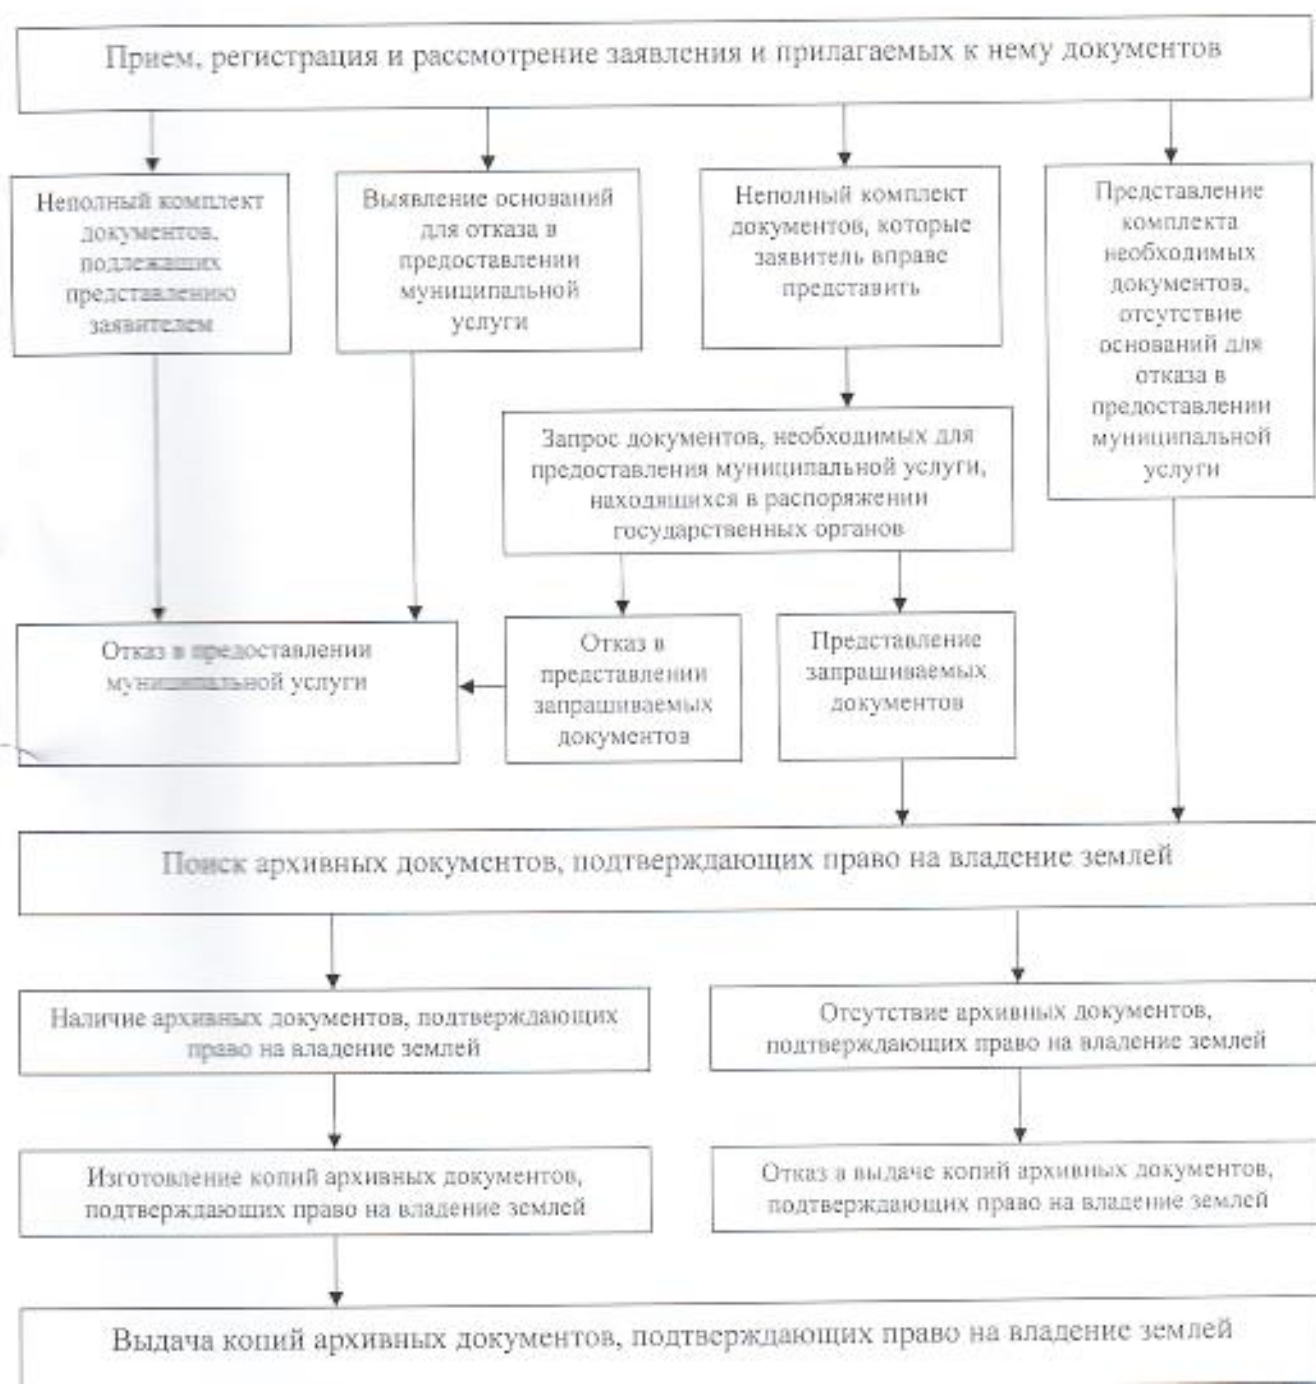 Прием, регистрация и рассмотрение заявления и прилагаемых к нему документов
Неполный комплект
документов,
подлежащих
представлению
заявителем
Выявление оснований
для отказа в
предоставлении
муниципальной
услуги
Неполный комплект
документов, которые
заявитель вправе
представить
Представление
комплекта
необходимых
документов,
отсутствие
оснований для
отказа в
предоставлении
муниципальной
услуги
Запрос документов, необходимых для
предоставления муниципальной услуги,
находящихся в распоряжении
государственных органов
Отказ в предоставлении
муниципальной услуги
Отказ в
представлении
запрашиваемых
документов
Представление
запрашиваемых
документов
Поиск архивных документов, подтверждающих право на владение землей
Наличие архивных документов, подтверждающих
право на владение землей
Отсутствие архивных документов,
подтверждающих право на владение землей
Изготовление копий архивных документов,
подтверждающих право на владение землей
Отказ в выдаче копий архивных документов,
подтверждающих право на владение землей
Выдача копий архивных документов, подтверждающих право на владение землей